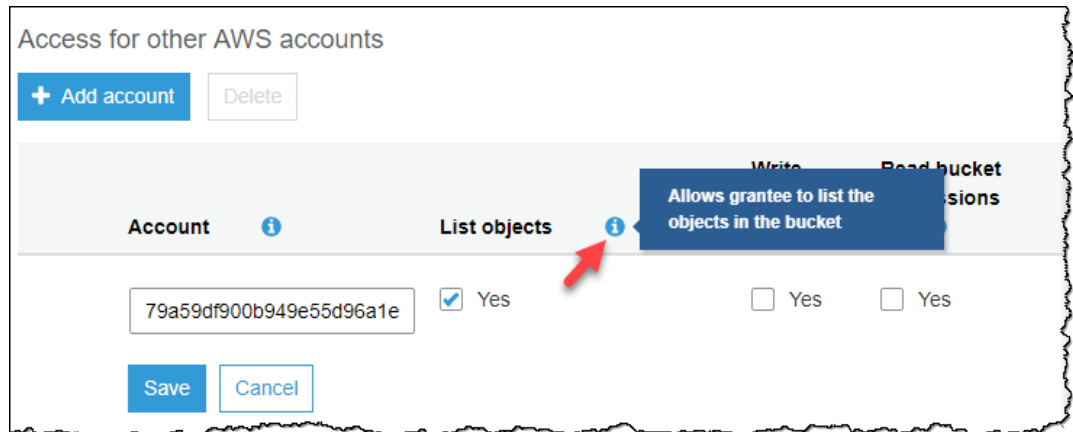 Access for other AWS accounts
+ Add account
Delete
Allows grantee to list the
objects in the bucket
Account
List objects
79a59df900b949e55d96a1e
Yes
Yes
Yes
Save
Cancel